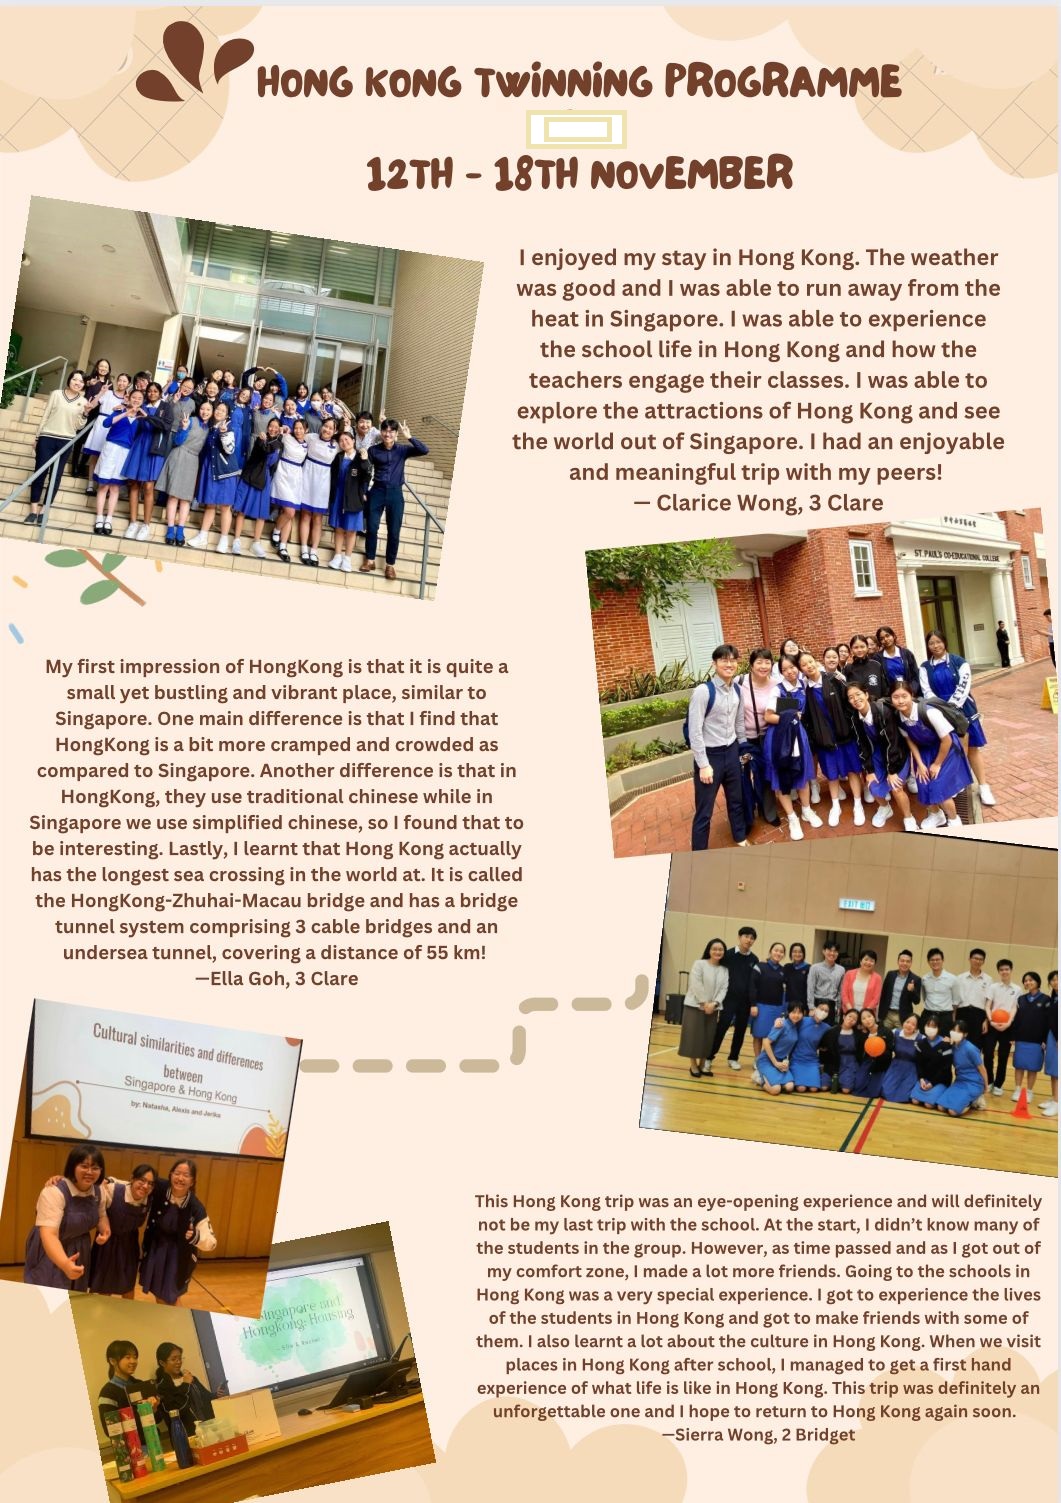 HONG KONG TWINNING PROGRAMME
12TH - 18TH NOVEMBER
I enjoyed my stay in Hong Kong. The weather
was good and I was able to run away from the
heat in Singapore. I was able to experience
the school life in Hong Kong and how the
teachers engage their classes. I was able to
explore the attractions of Hong Kong and see
the world out of Singapore. I had an enjoyable
and meaningful trip with my peers!
— Clarice Wong, 3 Clare
ST. PAUL'S CO-EDUCATIONAL COLLEGE
My first impression of HongKong is that it is quite a
small yet bustling and vibrant place, similar to
Singapore. One main difference is that I find that
HongKong is a bit more cramped and crowded as
compared to Singapore. Another difference is that in
HongKong, they use traditional chinese while in
Singapore we use simplified chinese, so I found that to
be interesting. Lastly, I learnt that Hong Kong actually
has the longest sea crossing in the world at. It is called
the HongKong-Zhuhai-Macau bridge and has a bridge
tunnel system comprising 3 cable bridges and an
undersea tunnel, covering a distance of 55 km!
—Ella Goh, 3 Clare
EXIT
Cultural similarities and differences
between
Singapore & Hong Kong
by: Natasha, Alexis and Jerika
Singapore and
HongKong: Housing
This Hong Kong trip was an eye-opening experience and will definitely
not be my last trip with the school. At the start, I didn't know many of
the students in the group. However, as time passed and as I got out of
my comfort zone, I made a lot more friends. Going to the schools in
Hong Kong was a very special experience. I got to experience the lives
of the students in Hong Kong and got to make friends with some of
them. I also learnt a lot about the culture in Hong Kong. When we visit
places in Hong Kong after school, I managed to get a first hand
experience of what life is like in Hong Kong. This trip was definitely an
unforgettable one and I hope to return to Hong Kong again soon.
—Sierra Wong, 2 Bridget